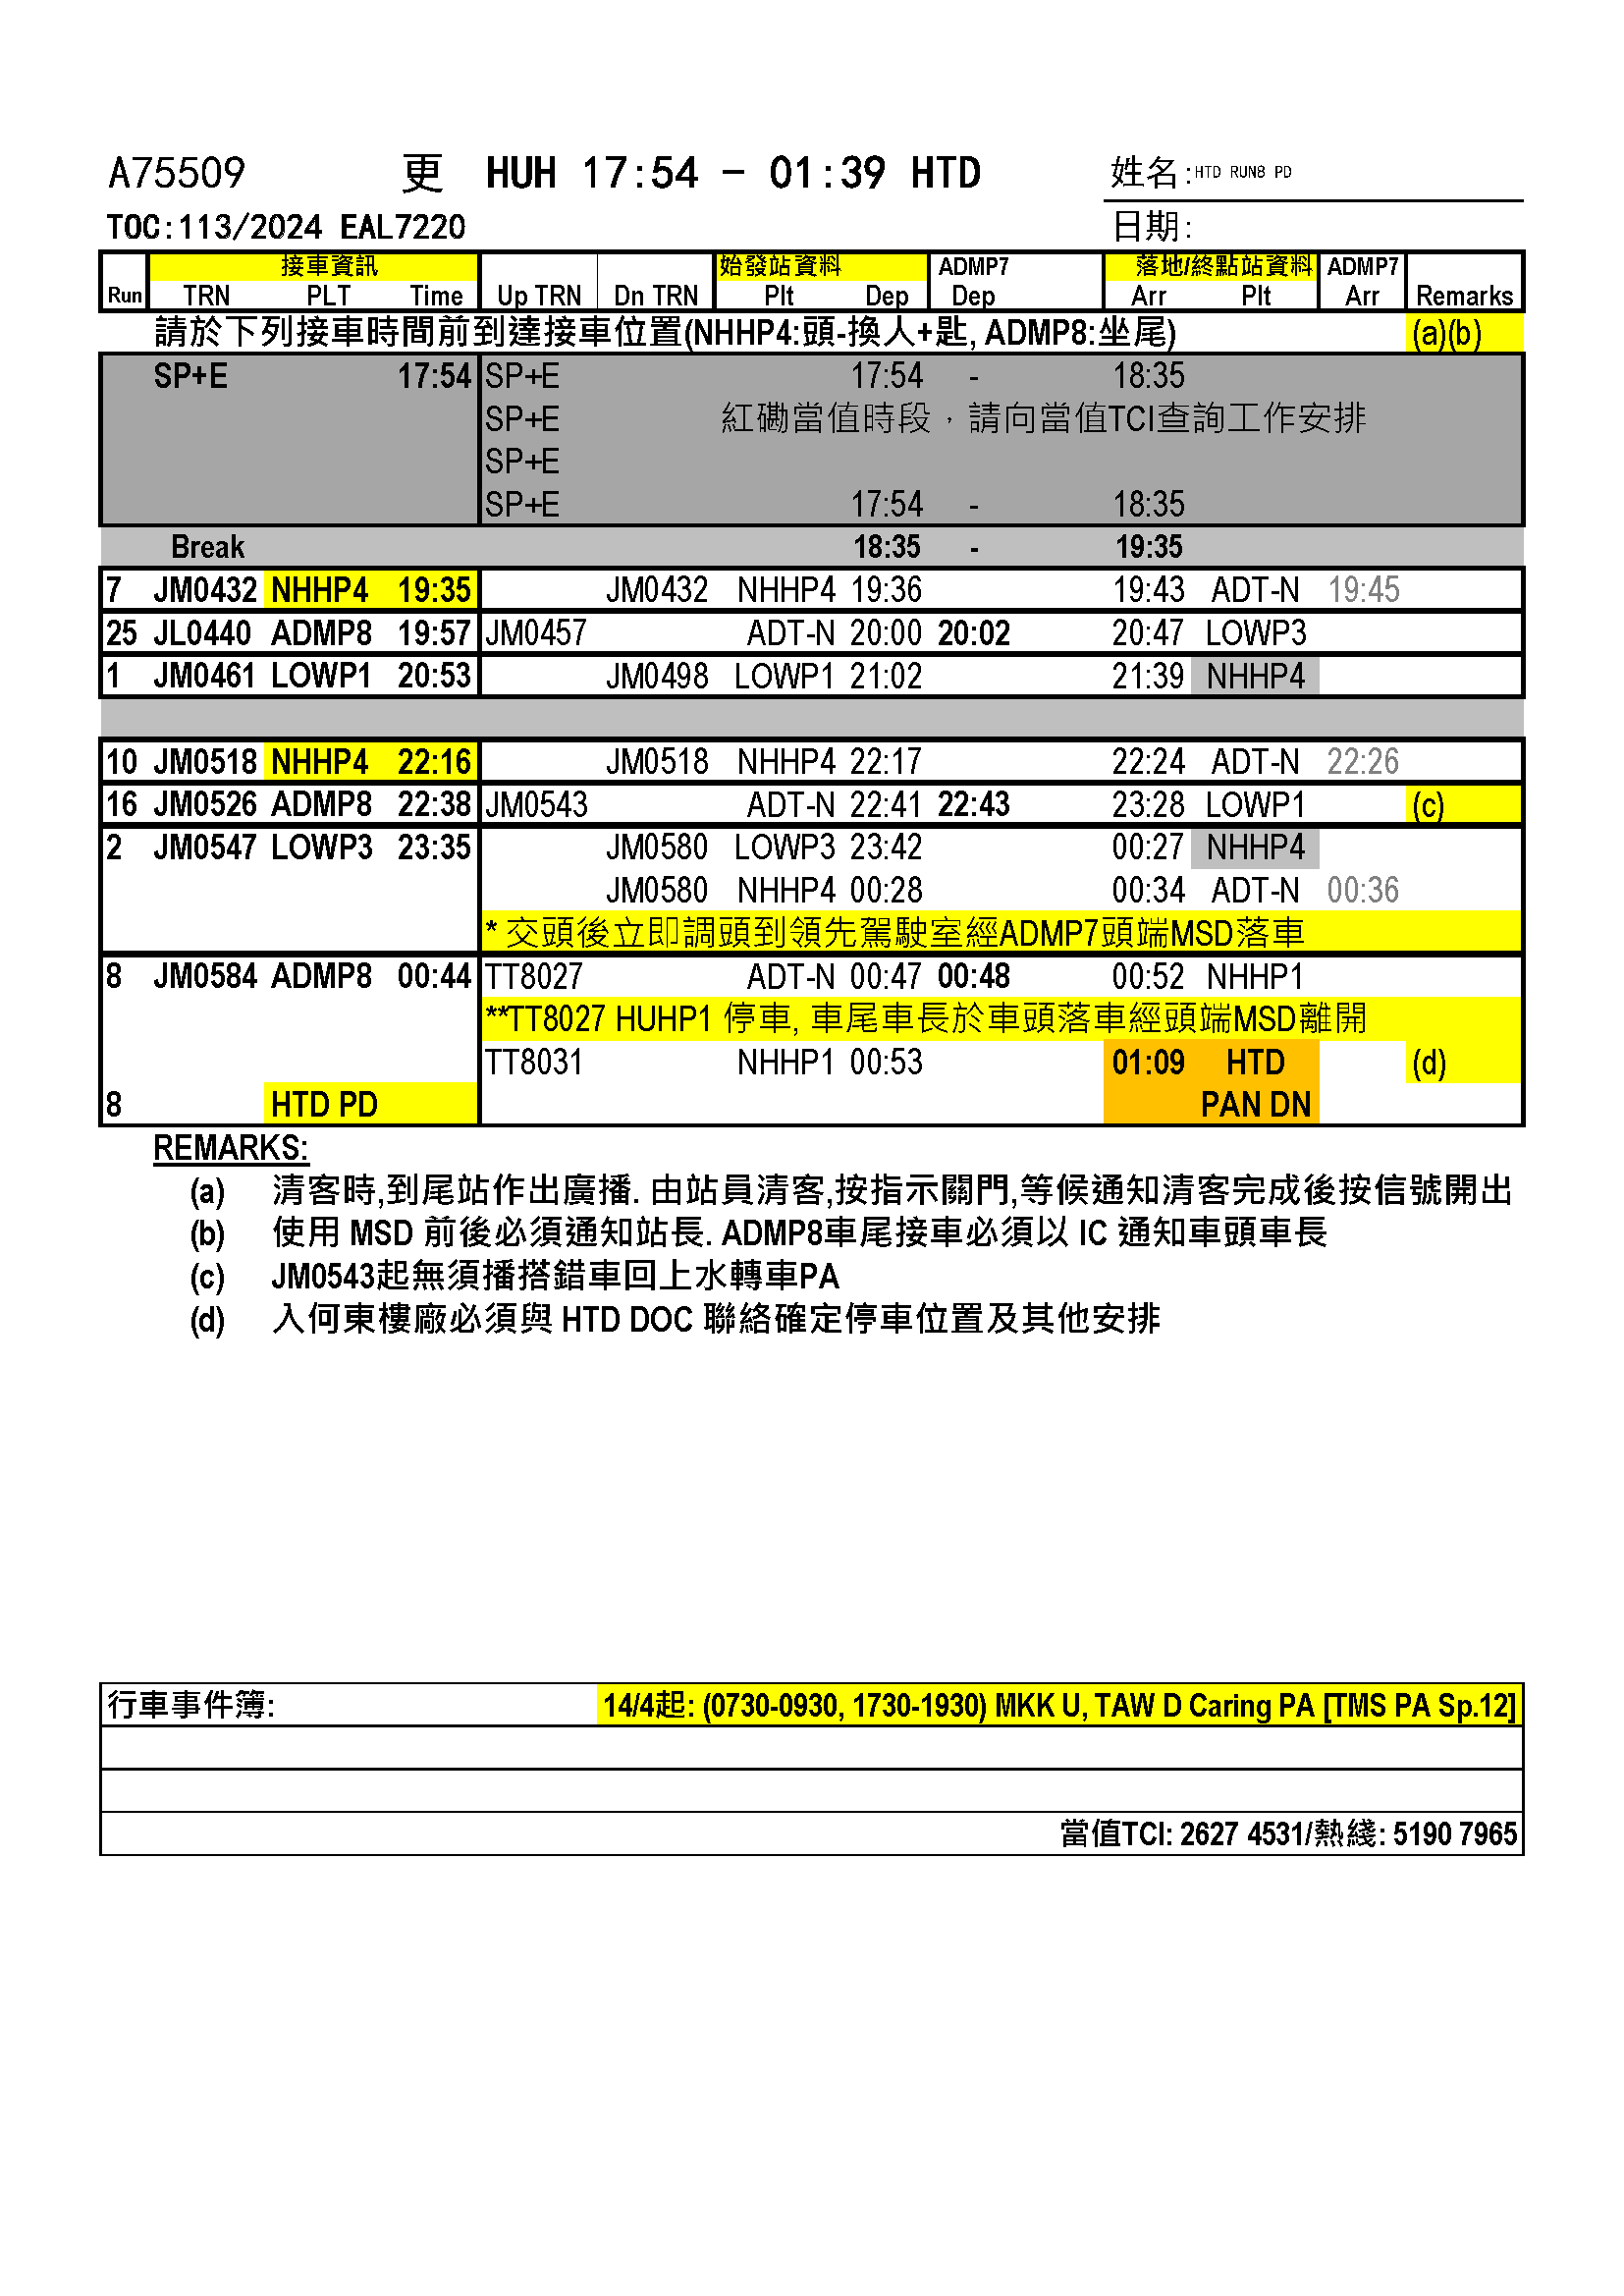 A75509 更 HUH 17:54 - 01:39 HTD 姓名:HTD RUN8 PD
TOC:113/2024 EAL7220 日期:
接車資訊 始發站資料 ADMP7 落地/終點站資料 ADMP7
Run TRN PLT Time Up TRN Dn TRN Plt Dep Dep Arr Plt Arr Remarks
請於下列接車時間前到達接車位置(NHHP4:頭-換人+匙, ADMP8:坐尾) (a)(b)
SP+E 17:54 SP+E 17:54 - 18:35
SP+E 紅磡當值時段，請向當值TCI查詢工作安排
SP+E
SP+E 17:54 - 18:35
Break 18:35 - 19:35
7 JM0432 NHHP4 19:35 JM0432 NHHP4 19:36 19:43 ADT-N 19:45
25 JL0440 ADMP8 19:57 JM0457 ADT-N 20:00 20:02 20:47 LOWP3
1 JM0461 LOWP1 20:53 JM0498 LOWP1 21:02 21:39 NHHP4
10 JM0518 NHHP4 22:16 JM0518 NHHP4 22:17 22:24 ADT-N 22:26
16 JM0526 ADMP8 22:38 JM0543 ADT-N 22:41 22:43 23:28 LOWP1 (c)
2 JM0547 LOWP3 23:35 JM0580 LOWP3 23:42 00:27 NHHP4
JM0580 NHHP4 00:28 00:34 ADT-N 00:36
* 交頭後立即調頭到領先駕駛室經ADMP7頭端MSD落車
8 JM0584 ADMP8 00:44 TT8027 ADT-N 00:47 00:48 00:52 NHHP1
**TT8027 HUHP1 停車, 車尾車長於車頭落車經頭端MSD離開
TT8031 NHHP1 00:53 01:09 HTD (d)
8 HTD PD PAN DN
REMARKS:
(a) 清客時,到尾站作出廣播. 由站員清客,按指示關門,等候通知清客完成後按信號開出
(b) 使用 MSD 前後必須通知站長. ADMP8車尾接車必須以 IC 通知車頭車長
(c) JM0543起無須播搭錯車回上水轉車PA
(d) 入何東樓廠必須與 HTD DOC 聯絡確定停車位置及其他安排
行車事件簿: 14/4起: (0730-0930, 1730-1930) MKK U, TAW D Caring PA [TMS PA Sp.12]
當值TCI: 2627 4531/熱綫: 5190 7965